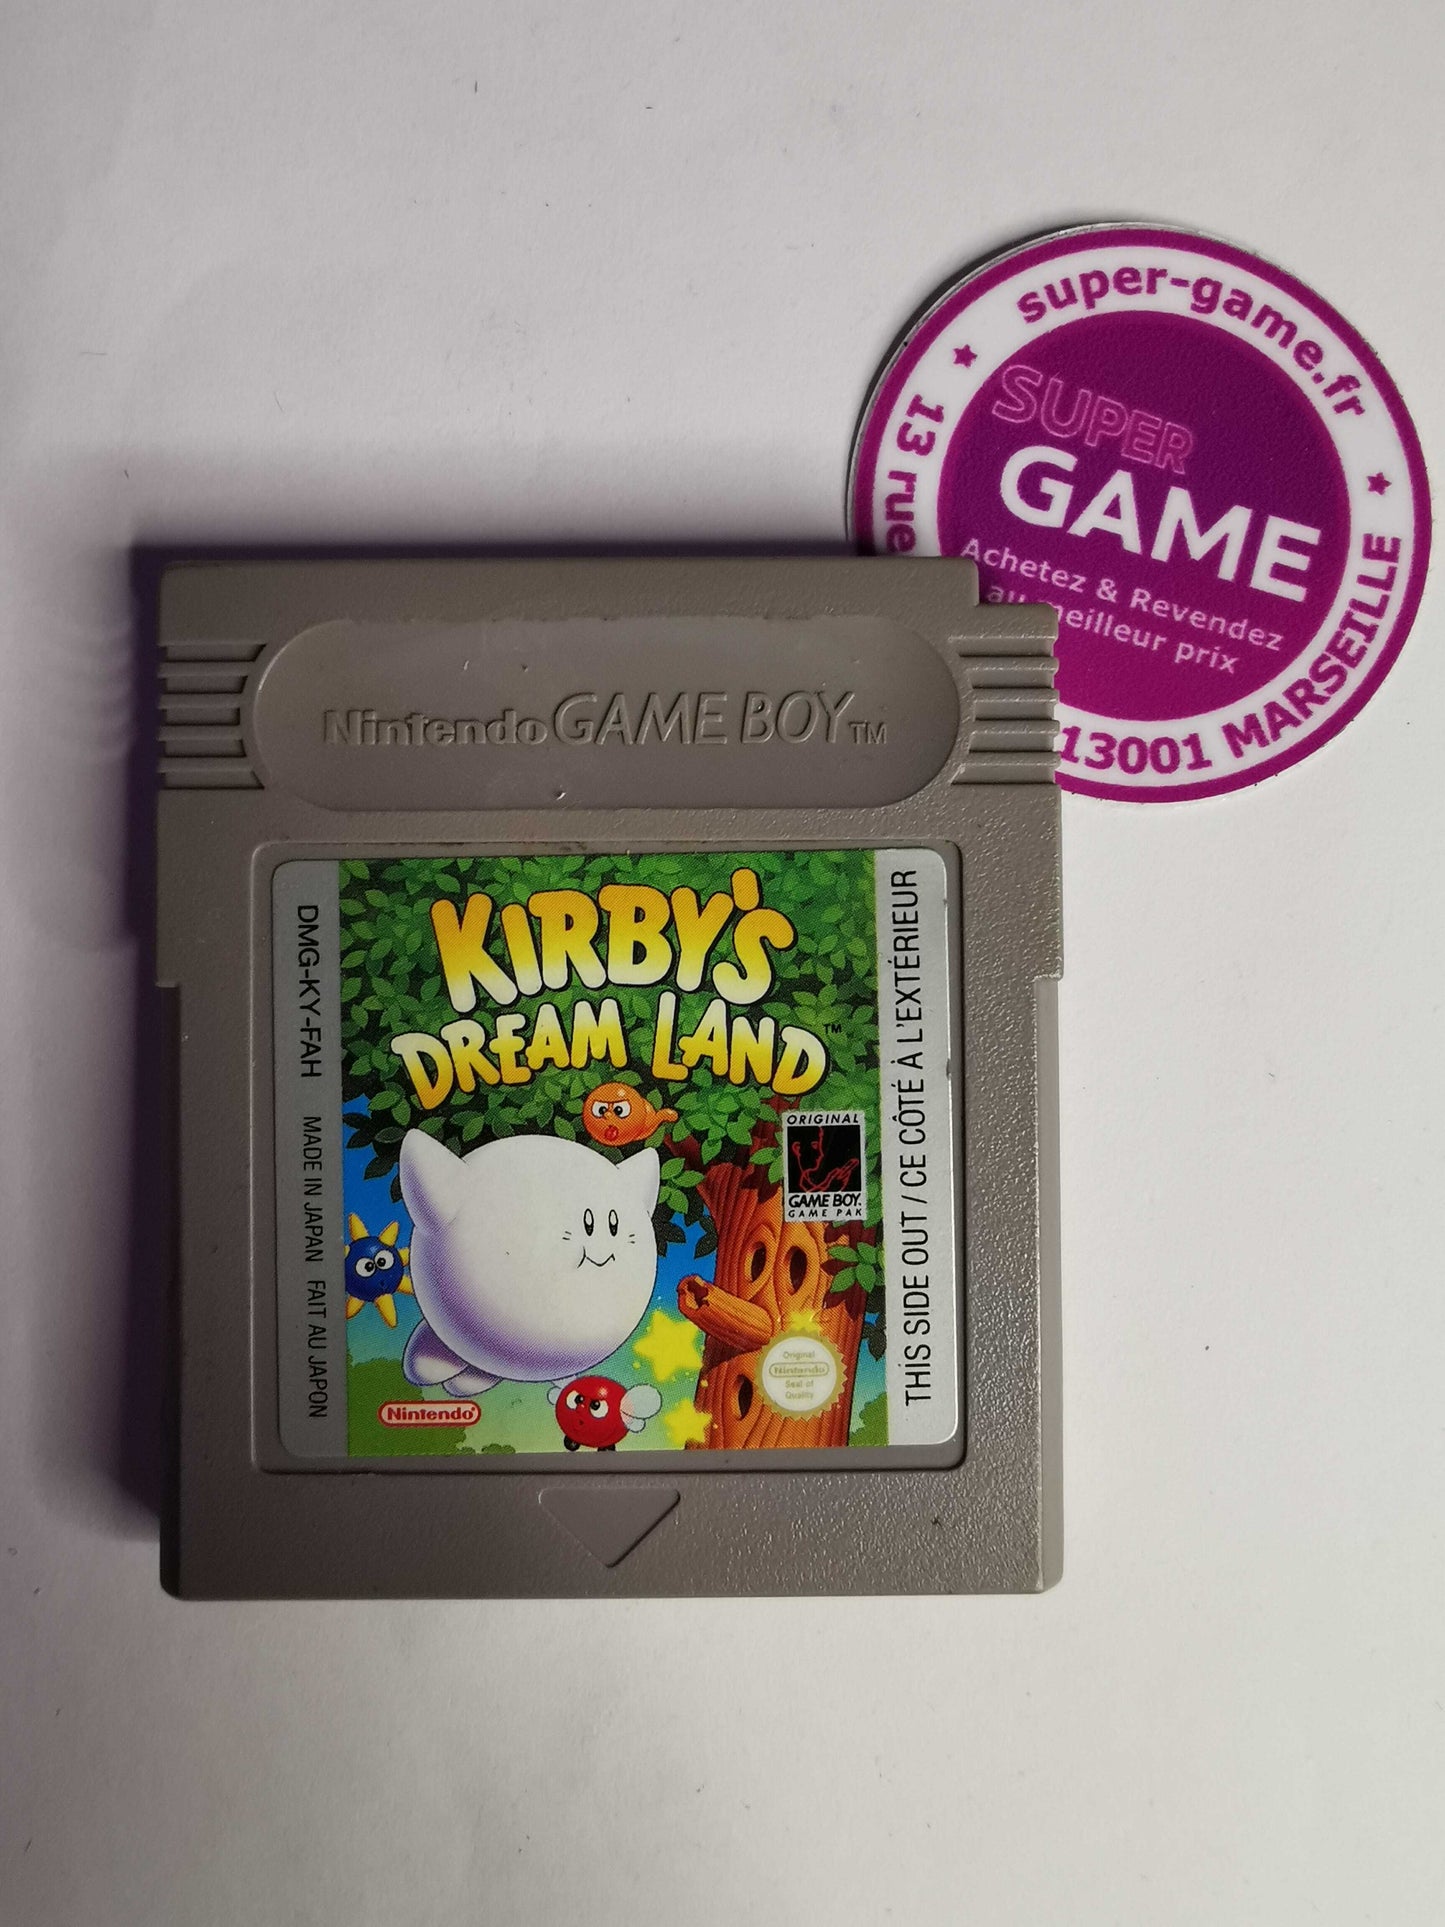 super-game.fr
SUPER
GAME
Achetez & Revendez
au meilleur prix
13 rue
13001 MARSEILLE
Nintendo GAME BOY TM
DMG-KY-FAH MADE IN JAPAN FAIT AU JAPON
KIRBY'S
DREAM LAND™
ORIGINAL
GAME BOY
GAME PAK
Original
Nintendo
Seal of
Quality
Nintendo®
THIS SIDE OUT / CE CÔTÉ À L'EXTÉRIEUR